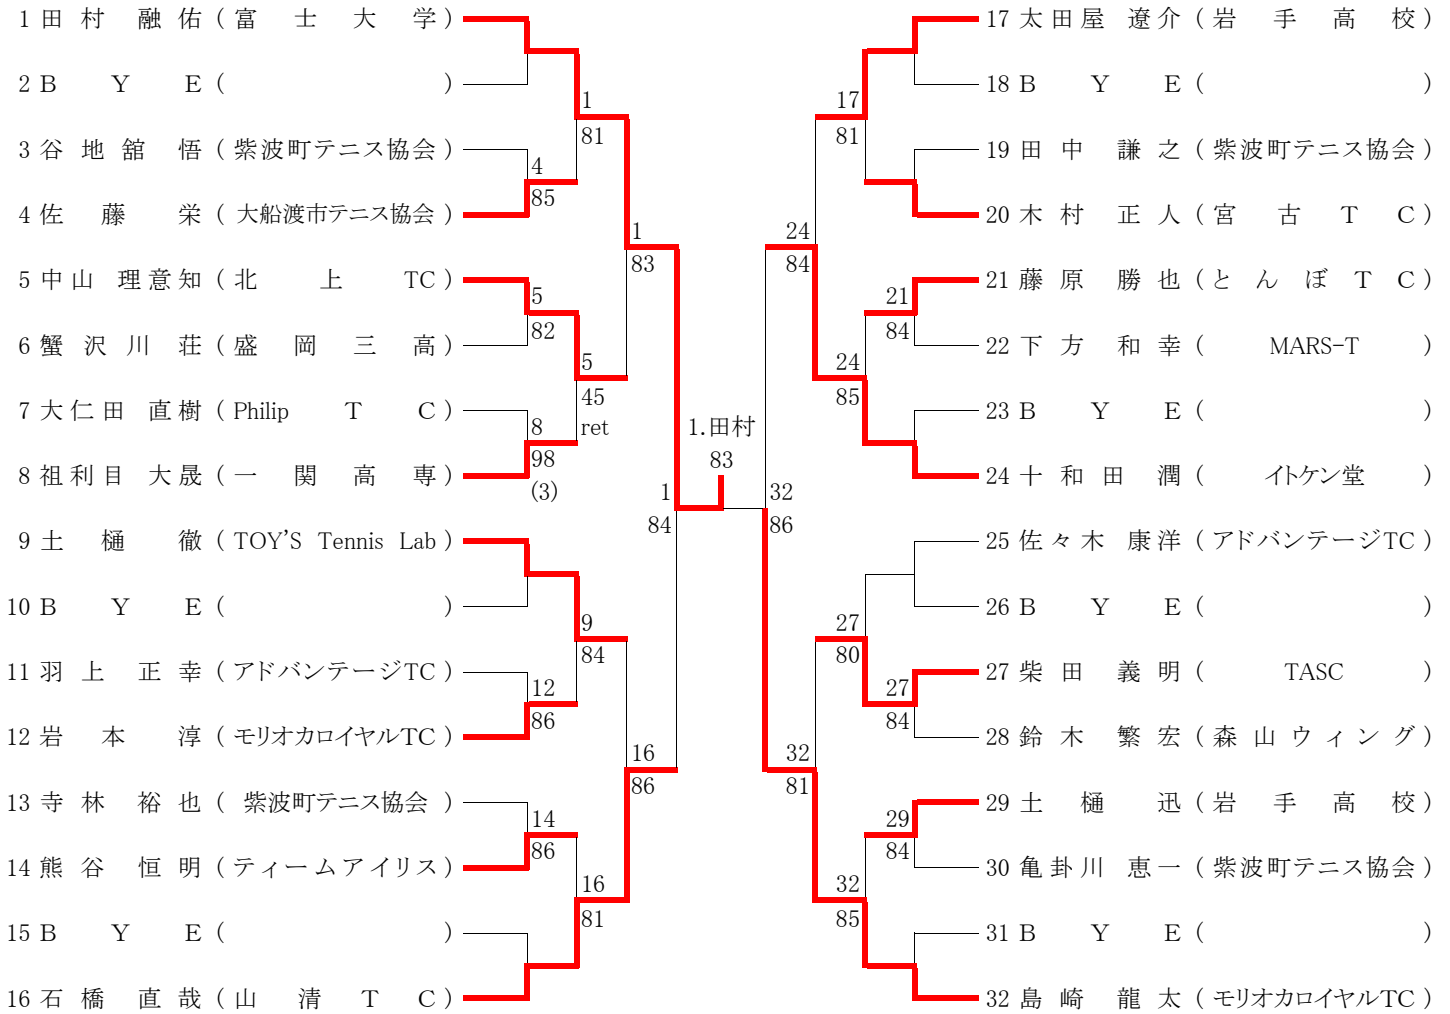 1 田村 融佑 (富士大学)
2 BYE ( )
3 谷地舘 悟 (紫波町テニス協会)
4 佐藤 栄 (大船渡市テニス協会)
5 中山 理意知 (北上TC)
6 蟹沢川 荘 (盛岡三高)
7 大仁田 直樹 (Philip TC)
8 祖利目 大晟 (一関高専)
9 土樋 徹 (TOY'S Tennis Lab)
10 BYE ( )
11 羽上 正幸 (アドバンテージTC)
12 岩本 淳 (モリオカロイヤルTC)
13 寺林 裕也 (紫波町テニス協会)
14 熊谷 恒明 (ティームアイリス)
15 BYE ( )
16 石橋 直哉 (山清TC)
4
85
5
82
8
98
(3)
12
86
14
86
1
81
5
45
ret
9
84
16
81
1
83
16
86
1
84
1.田村
83
32
86
24
84
32
81
17
81
24
85
27
80
32
85
21
84
27
84
29
84
17 太田屋 遼介 (岩手高校)
18 BYE ( )
19 田中 謙之 (紫波町テニス協会)
20 木村 正人 (宮古TC)
21 藤原 勝也 (とんぼTC)
22 下方 和幸 (MARS-T)
23 BYE ( )
24 十和田 潤 (イトケン堂)
25 佐々木 康洋 (アドバンテージTC)
26 BYE ( )
27 柴田 義明 (TASC)
28 鈴木 繁宏 (森山ウィング)
29 土樋 迅 (岩手高校)
30 亀卦川 恵一 (紫波町テニス協会)
31 BYE ( )
32 島崎 龍太 (モリオカロイヤルTC)